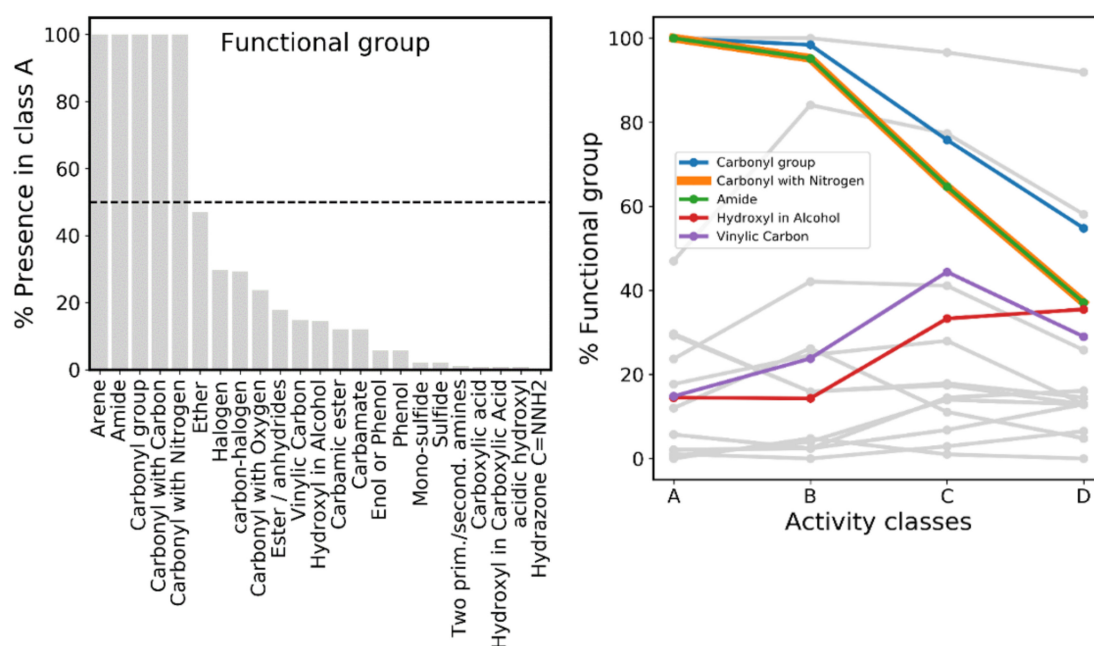 Functional group
% Presence in class A
100
80
60
40
20
0
Arene
Amide
Carbonyl group
Carbonyl with Carbon
Carbonyl with Nitrogen
Ether
Halogen
carbon-halogen
Carbonyl with Oxygen
Ester / anhydrides
Vinylic Carbon
Hydroxyl in Alcohol
Carbamic ester
Carbamate
Enol or Phenol
Phenol
Mono-sulfide
Sulfide
Two prim./second. amines
Carboxylic acid
Hydroxyl in Carboxylic Acid
acidic hydroxyl
Hydrazone C=NNH2
% Functional group
100
80
60
40
20
0
Carbonyl group
Carbonyl with Nitrogen
Amide
Hydroxyl in Alcohol
Vinylic Carbon
A B C D
Activity classes